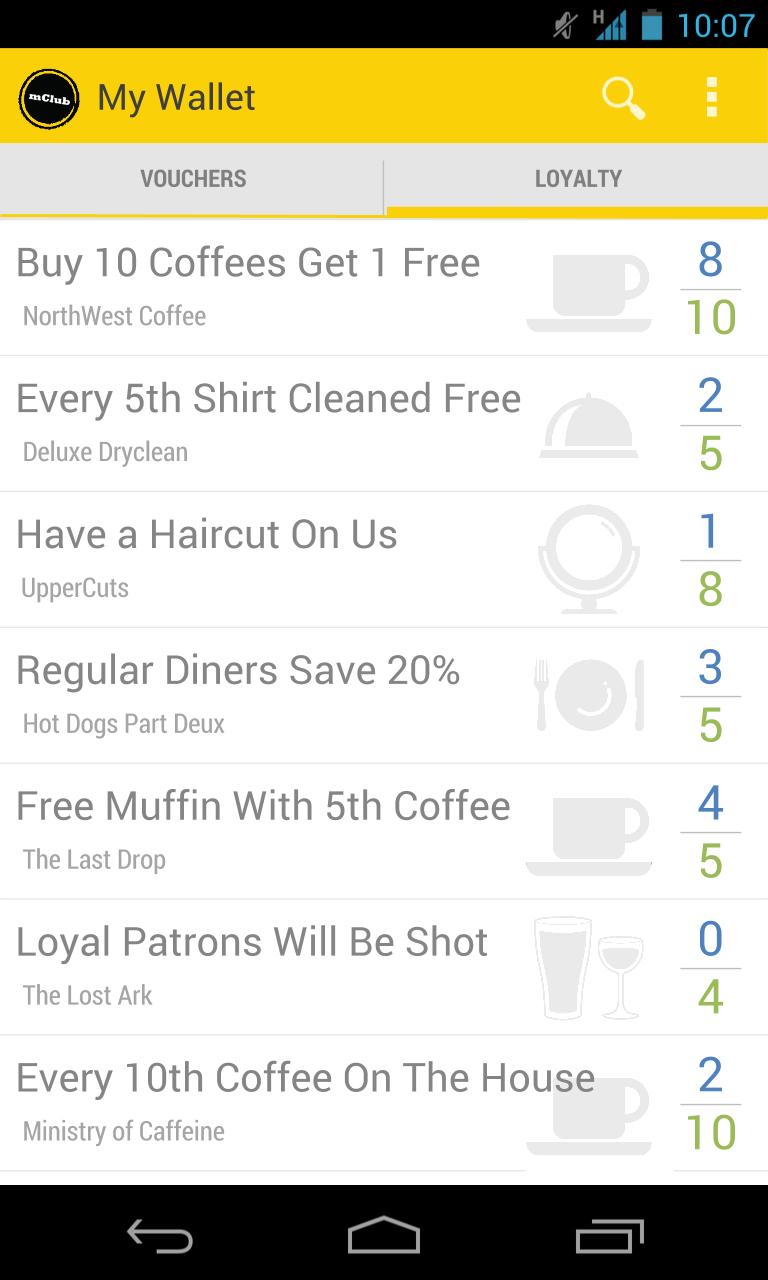 H 10:07
mClub My Wallet
VOUCHERS LOYALTY
Buy 10 Coffees Get 1 Free
8
NorthWest Coffee
10
Every 5th Shirt Cleaned Free
2
Deluxe Dryclean
5
Have a Haircut On Us
1
UpperCuts
8
Regular Diners Save 20%
3
Hot Dogs Part Deux
5
Free Muffin With 5th Coffee
4
The Last Drop
5
Loyal Patrons Will Be Shot
0
The Lost Ark
4
Every 10th Coffee On The House
2
Ministry of Caffeine
10